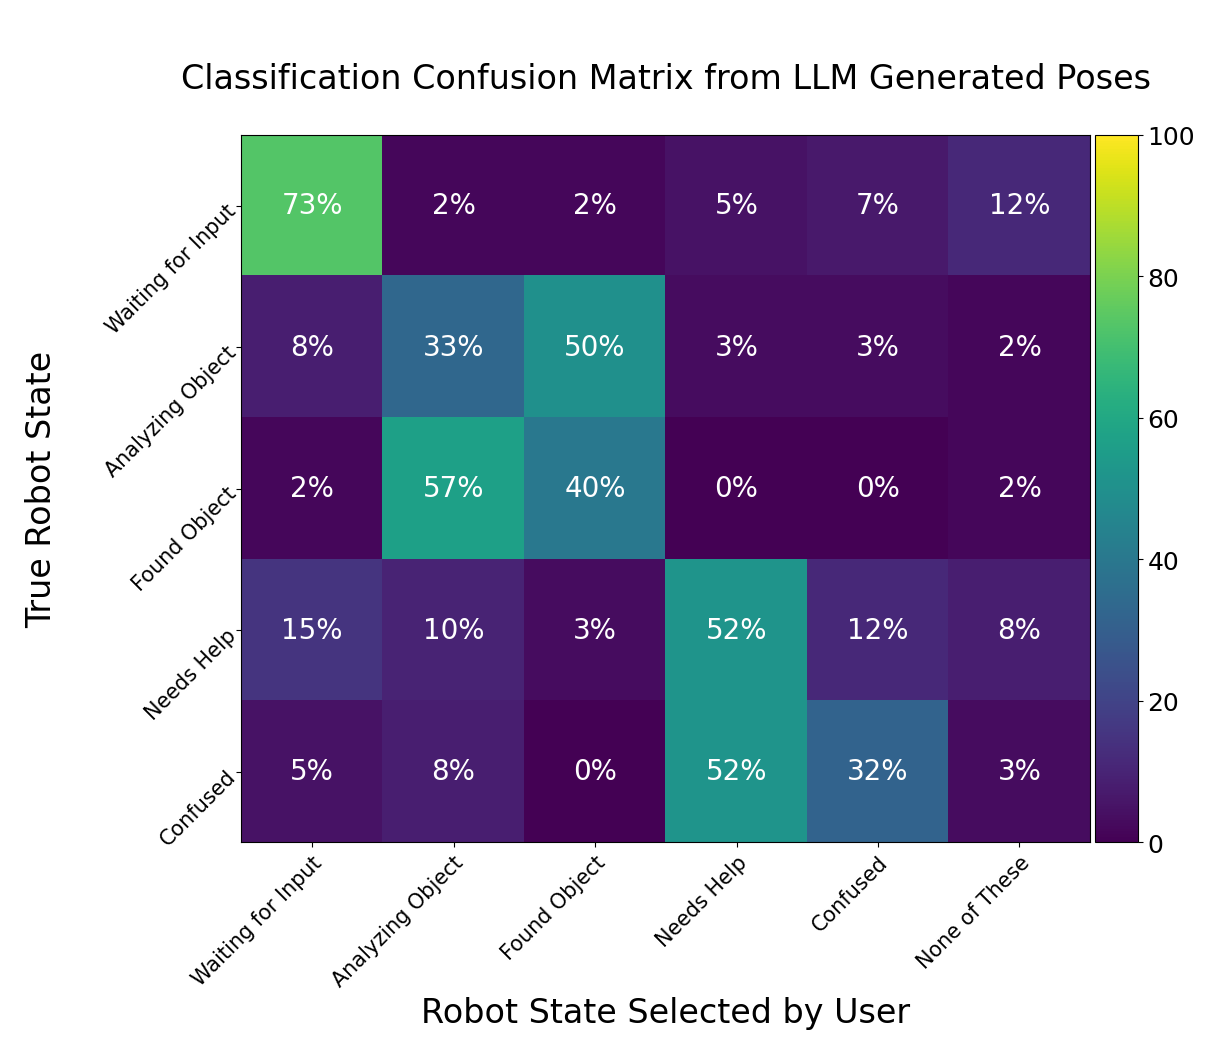 Classification Confusion Matrix from LLM Generated Poses
True Robot State
Waiting for Input
73% 2% 2% 5% 7% 12%
Analyzing Object
8% 33% 50% 3% 3% 2%
Found Object
2% 57% 40% 0% 0% 2%
Needs Help
15% 10% 3% 52% 12% 8%
Confused
5% 8% 0% 52% 32% 3%
Waiting for Input
Analyzing Object
Found Object
Needs Help
Confused
None of These
Robot State Selected by User
100
80
60
40
20
0